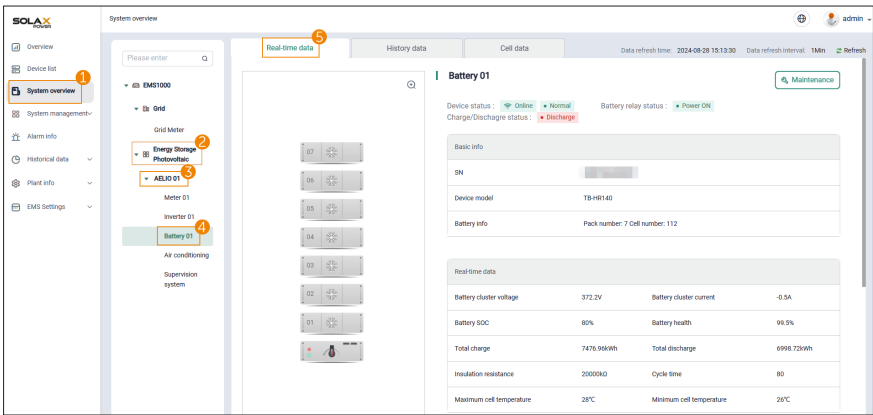 SOLAX
POWER
System overview
admin
Overview
Device list
1
System overview
System management
Alarm info
Historical data
Plant info
EMS Settings
Please enter
EMS1000
Grid
Grid Meter
2
Energy Storage
Photovoltaic
3
AELIO 01
Meter 01
Inverter 01
4
Battery 01
Air conditioning
Supervision
system
5
Real-time data History data Cell data Data refresh time: 2024-08-28 15:13:30 Data refresh interval: 1Min Refresh
07
06
05
04
03
02
01
Battery 01
Maintenance
Device status : Online Normal Battery relay status : Power ON
Charge/Dischagre status : Discharge
Basic info
SN
Device model TB-HR140
Battery info Pack number: 7 Cell number: 112
Real-time data
Battery cluster voltage 372.2V Battery cluster current -0.5A
Battery SOC 80% Battery health 99.5%
Total charge 7476.96kWh Total discharge 6998.72kWh
Insulation resistance 20000kΩ Cycle time 80
Maximum cell temperature 28°C Minimum cell temperature 26°C